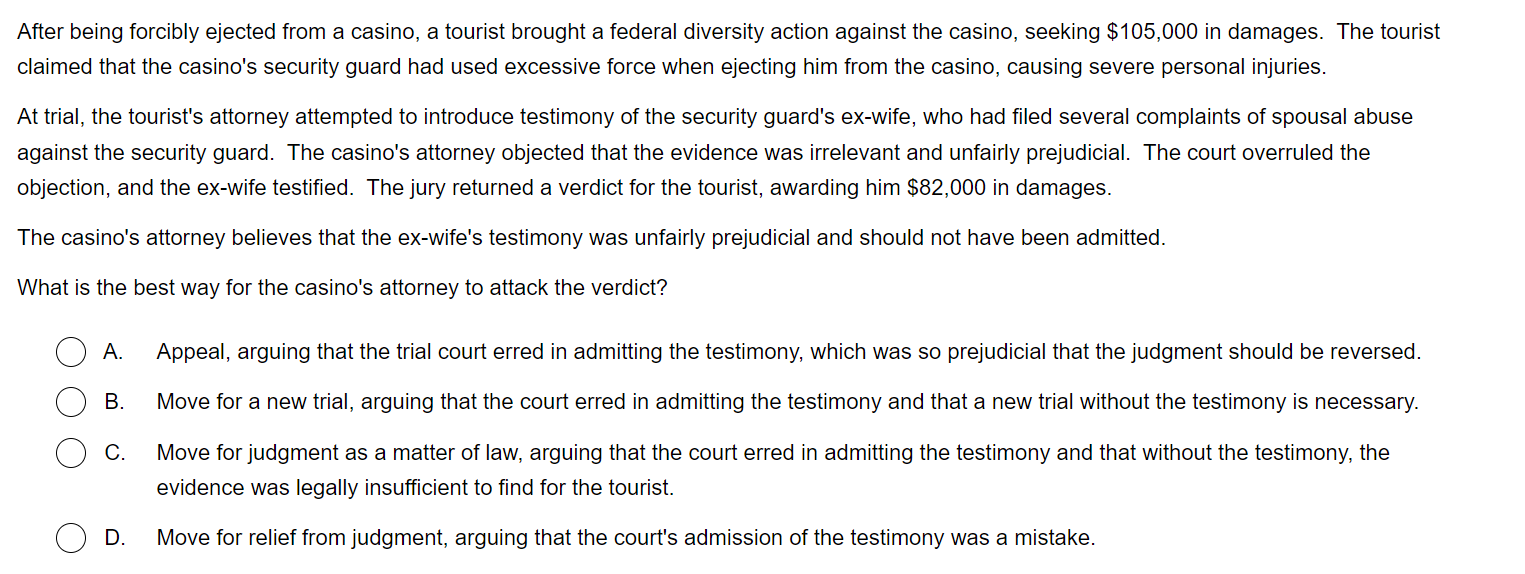 After being forcibly ejected from a casino, a tourist brought a federal diversity action against the casino, seeking $105,000 in damages.  The tourist
claimed that the casino's security guard had used excessive force when ejecting him from the casino, causing severe personal injuries.
At trial, the tourist's attorney attempted to introduce testimony of the security guard's ex-wife, who had filed several complaints of spousal abuse
against the security guard.  The casino's attorney objected that the evidence was irrelevant and unfairly prejudicial.  The court overruled the
objection, and the ex-wife testified.  The jury returned a verdict for the tourist, awarding him $82,000 in damages.
The casino's attorney believes that the ex-wife's testimony was unfairly prejudicial and should not have been admitted.
What is the best way for the casino's attorney to attack the verdict?
A. Appeal, arguing that the trial court erred in admitting the testimony, which was so prejudicial that the judgment should be reversed.
B. Move for a new trial, arguing that the court erred in admitting the testimony and that a new trial without the testimony is necessary.
C. Move for judgment as a matter of law, arguing that the court erred in admitting the testimony and that without the testimony, the
evidence was legally insufficient to find for the tourist.
D. Move for relief from judgment, arguing that the court's admission of the testimony was a mistake.